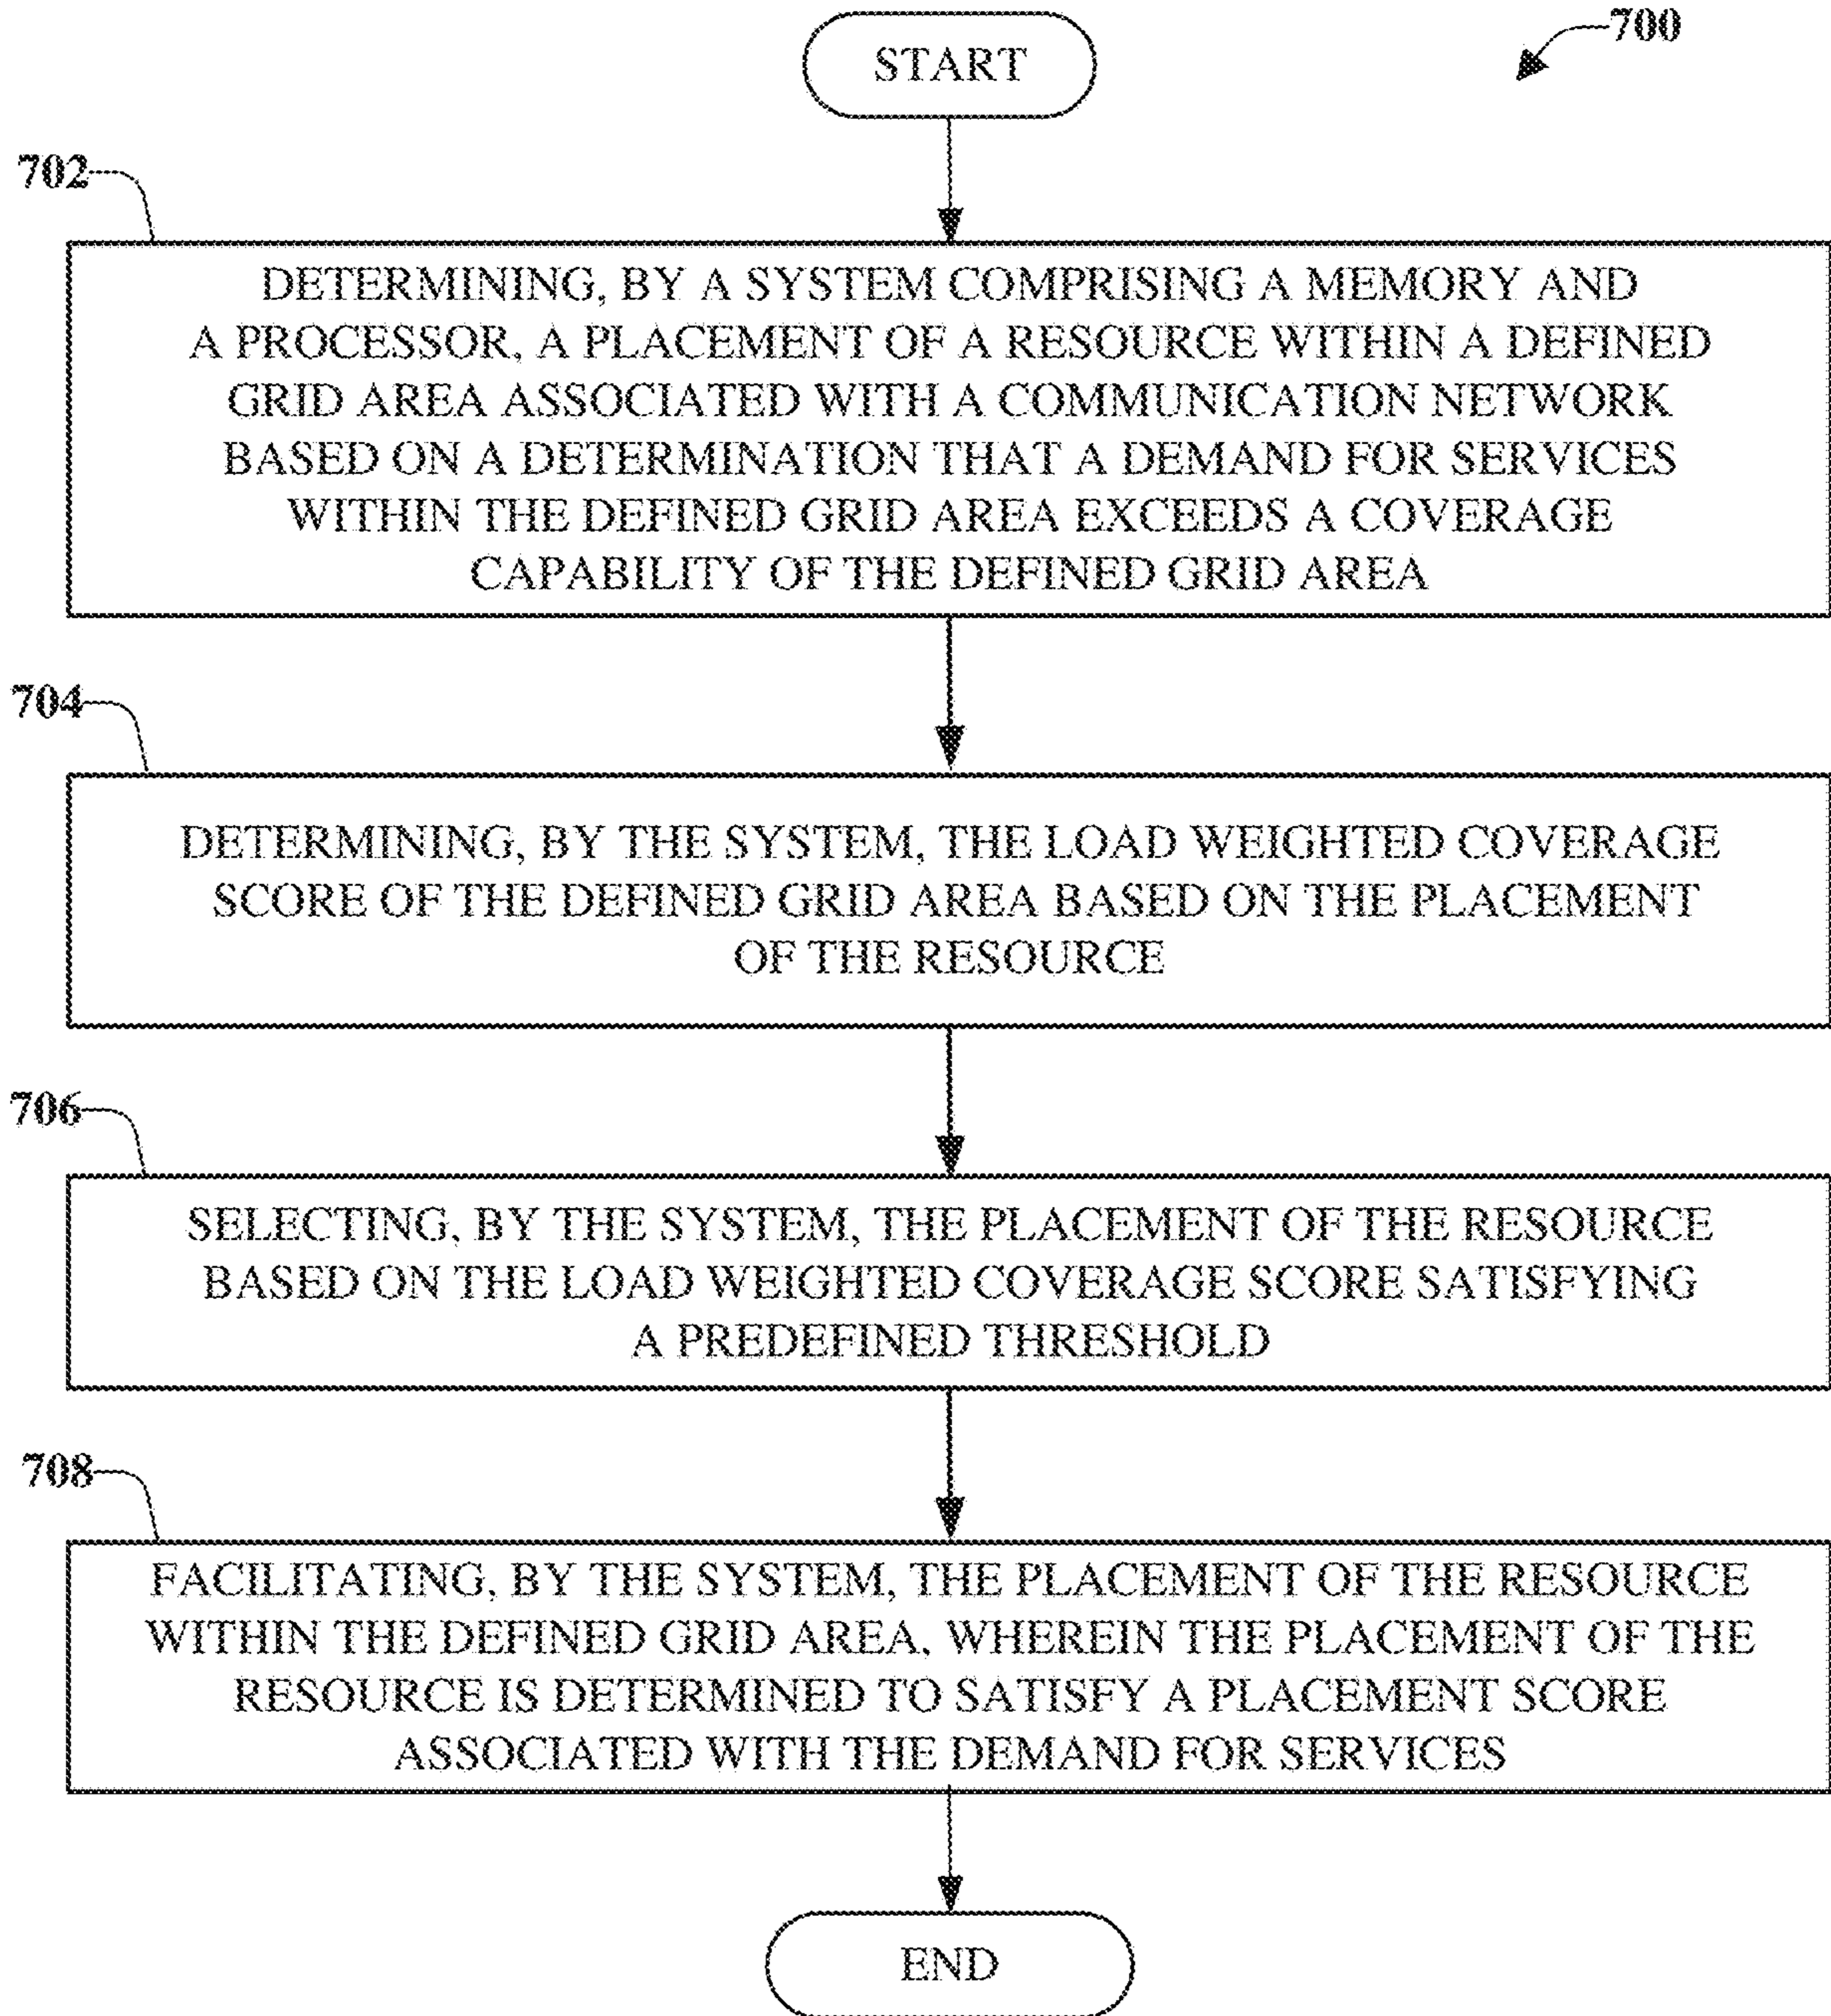 START
700
702
DETERMINING, BY A SYSTEM COMPRISING A MEMORY AND
A PROCESSOR, A PLACEMENT OF A RESOURCE WITHIN A DEFINED
GRID AREA ASSOCIATED WITH A COMMUNICATION NETWORK
BASED ON A DETERMINATION THAT A DEMAND FOR SERVICES
WITHIN THE DEFINED GRID AREA EXCEEDS A COVERAGE
CAPABILITY OF THE DEFINED GRID AREA
704
DETERMINING, BY THE SYSTEM, THE LOAD WEIGHTED COVERAGE
SCORE OF THE DEFINED GRID AREA BASED ON THE PLACEMENT
OF THE RESOURCE
706
SELECTING, BY THE SYSTEM, THE PLACEMENT OF THE RESOURCE
BASED ON THE LOAD WEIGHTED COVERAGE SCORE SATISFYING
A PREDEFINED THRESHOLD
708
FACILITATING, BY THE SYSTEM, THE PLACEMENT OF THE RESOURCE
WITHIN THE DEFINED GRID AREA, WHEREIN THE PLACEMENT OF THE
RESOURCE IS DETERMINED TO SATISFY A PLACEMENT SCORE
ASSOCIATED WITH THE DEMAND FOR SERVICES
END